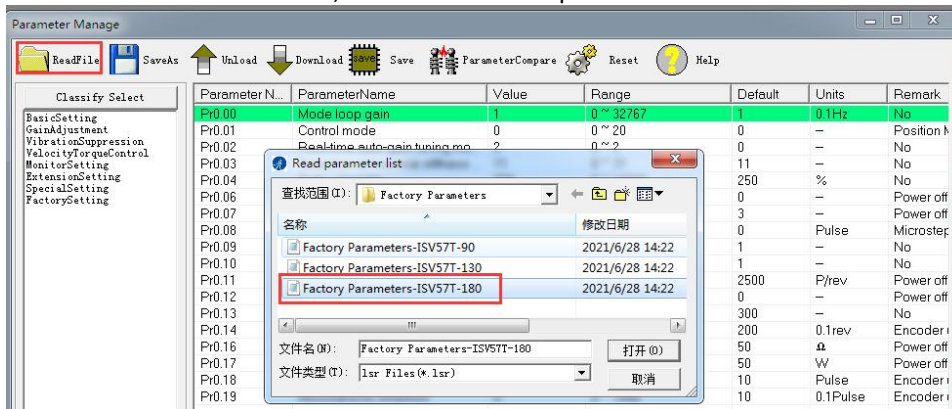 Parameter Manage
ReadFile SaveAs Unload Download save Save ParameterCompare Reset ? Help
Classify Select
BasicSetting
GainAdjustment
VibrationSuppression
VelocityTorqueControl
MonitorSetting
ExtensionSetting
SpecialSetting
FactorySetting
Parameter N... ParameterName Value Range Default Units Remark
Pr0.00 Mode loop gain 1 0 ~ 32767 1 0.1Hz No
Pr0.01 Control mode 0 0 ~ 20 0 – Position
Pr0.02 Real-time auto-gain tuning mo 2 0 ~ 2 0 – No
Pr0.03 11 – No
Pr0.04 250 % No
Pr0.06 0 – Power off
Pr0.07 3 – Power off
Pr0.08 0 Pulse Microstep
Pr0.09 1 – No
Pr0.10 1 – No
Pr0.11 2500 P/rev Power off
Pr0.12 0 – Power off
Pr0.13 300 – No
Pr0.14 200 0.1rev Encoder
Pr0.16 50 Ω Power off
Pr0.17 50 W Power off
Pr0.18 10 Pulse Encoder
Pr0.19 10 0.1Pulse Encoder
Read parameter list
查找范围(I): Factory Parameters
名称 修改日期
Factory Parameters-ISV57T-90 2021/6/28 14:22
Factory Parameters-ISV57T-130 2021/6/28 14:22
Factory Parameters-ISV57T-180 2021/6/28 14:22
文件名(N): Factory Parameters-ISV57T-180 打开(O)
文件类型(T): lsr Files(*.lsr) 取消